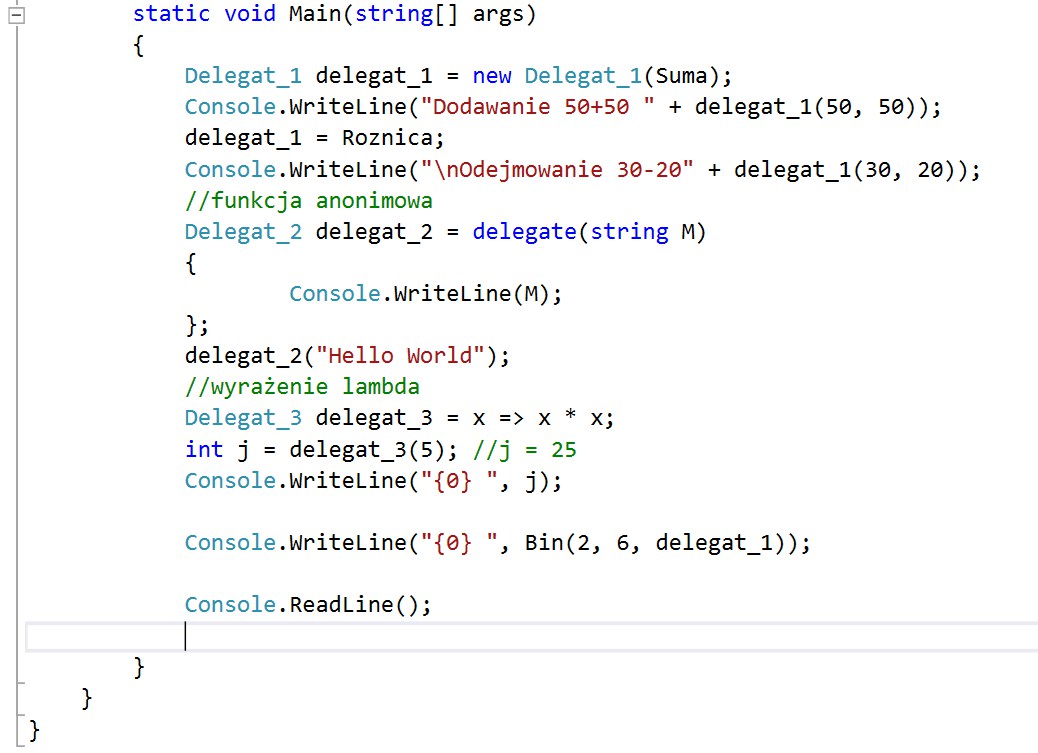 static void Main(string[] args)
{
Delegat_1 delegat_1 = new Delegat_1(Suma);
Console.WriteLine("Dodawanie 50+50 " + delegat_1(50, 50));
delegat_1 = Roznica;
Console.WriteLine("\nOdejmowanie 30-20" + delegat_1(30, 20));
//funkcja anonimowa
Delegat_2 delegat_2 = delegate(string M)
{
Console.WriteLine(M);
};
delegat_2("Hello World");
//wyrażenie lambda
Delegat_3 delegat_3 = x => x * x;
int j = delegat_3(5); //j = 25
Console.WriteLine("{0} ", j);
Console.WriteLine("{0} ", Bin(2, 6, delegat_1));
Console.ReadLine();
}
}
}